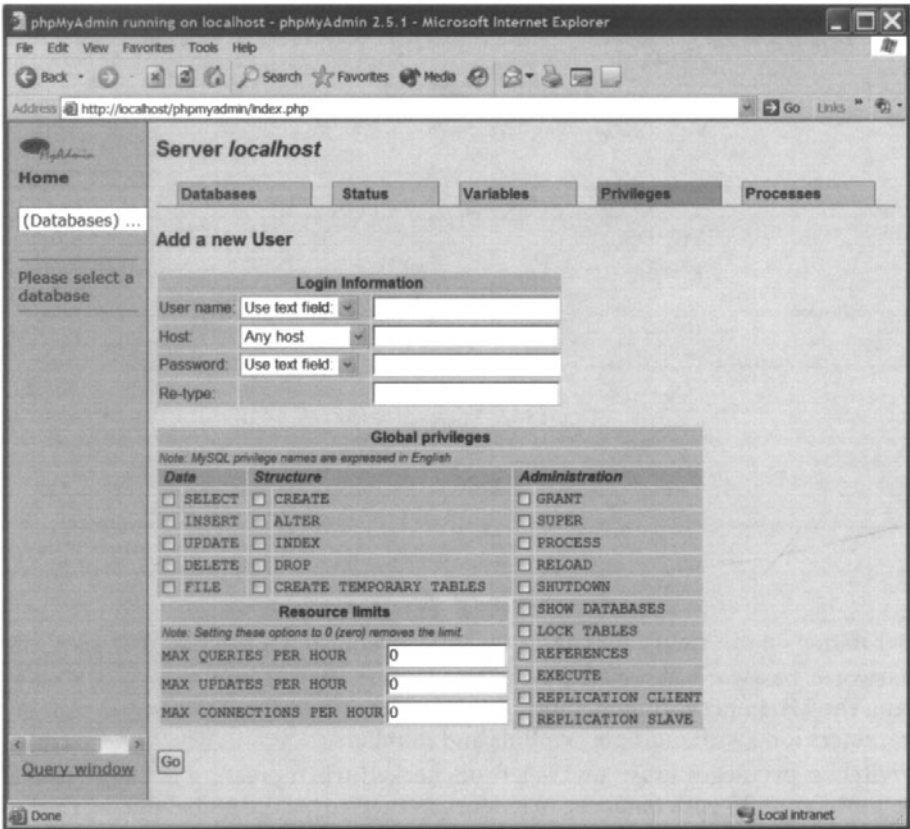 phpMyAdmin running on localhost - phpMyAdmin 2.5.1 - Microsoft Internet Explorer
File Edit View Favorites Tools Help
Back Search Favorites Media
Address http://localhost/phpmyadmin/index.php Go Links »
MyAdmin
Home
(Databases) ...
Please select a
database
Query window
Server localhost
Databases Status Variables Privileges Processes
Add a new User
Login Information
User name: Use text field:
Host: Any host
Password: Use text field:
Re-type:
Global privileges
Note: MySQL privilege names are expressed in English
Data Structure Administration
SELECT CREATE GRANT
INSERT ALTER SUPER
UPDATE INDEX PROCESS
DELETE DROP RELOAD
FILE CREATE TEMPORARY TABLES SHUTDOWN
SHOW DATABASES
LOCK TABLES
REFERENCES
EXECUTE
REPLICATION CLIENT
REPLICATION SLAVE
Resource limits
Note: Setting these options to 0 (zero) removes the limit.
MAX QUERIES PER HOUR 0
MAX UPDATES PER HOUR 0
MAX CONNECTIONS PER HOUR 0
Go
Done Local intranet